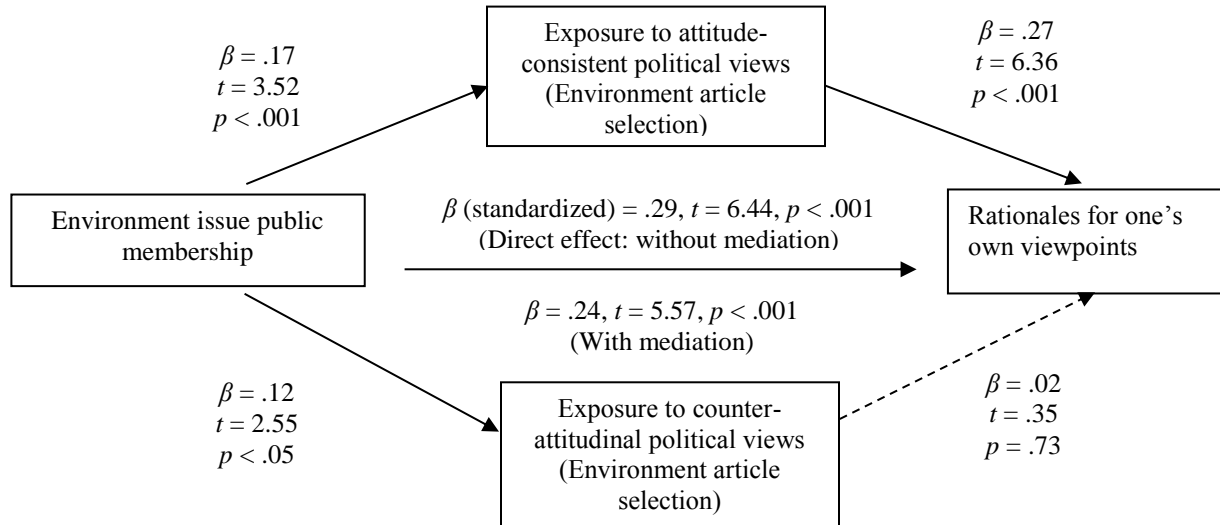 β = .17
t = 3.52
p < .001
Exposure to attitude-
consistent political views
(Environment article
selection)
β = .27
t = 6.36
p < .001
Environment issue public
membership
β (standardized) = .29, t = 6.44, p < .001
(Direct effect: without mediation)
β = .24, t = 5.57, p < .001
(With mediation)
Rationales for one’s
own viewpoints
β = .12
t = 2.55
p < .05
Exposure to counter-
attitudinal political views
(Environment article
selection)
β = .02
t = .35
p = .73